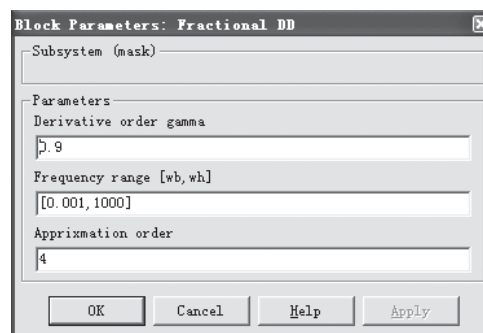 Block Parameters: Fractional DD
Subsystem (mask)
Parameters
Derivative order gamma
0.9
Frequency range [wb,wh]
[0.001,1000]
Apprixmation order
4
OK
Cancel
Help
Apply